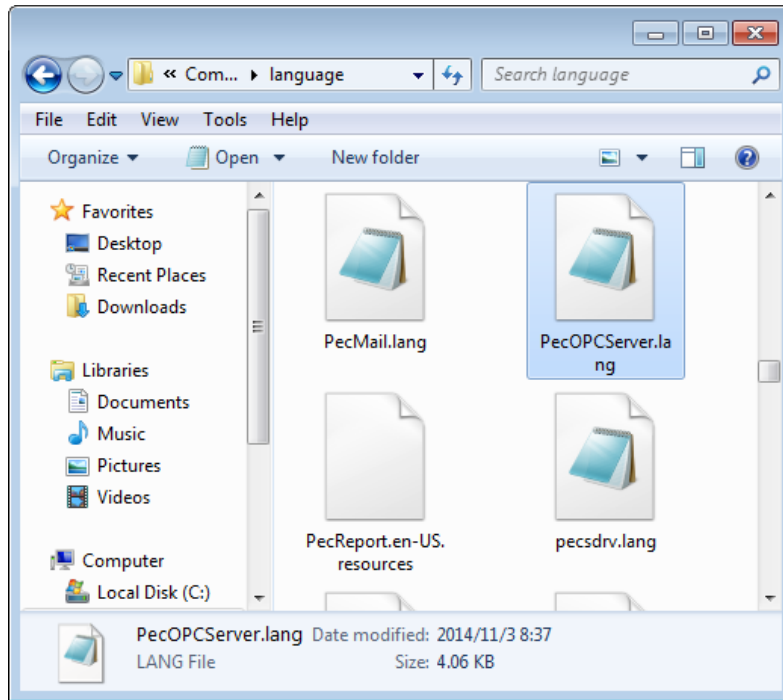 « Com... language
Search language
File Edit View Tools Help
Organize Open New folder
Favorites
Desktop
Recent Places
Downloads
Libraries
Documents
Music
Pictures
Videos
Computer
Local Disk (C:)
PecMail.lang
PecOPCServer.la
ng
PecReport.en-US.
resources
pecsdrv.lang
PecOPCServer.lang Date modified: 2014/11/3 8:37
LANG File Size: 4.06 KB